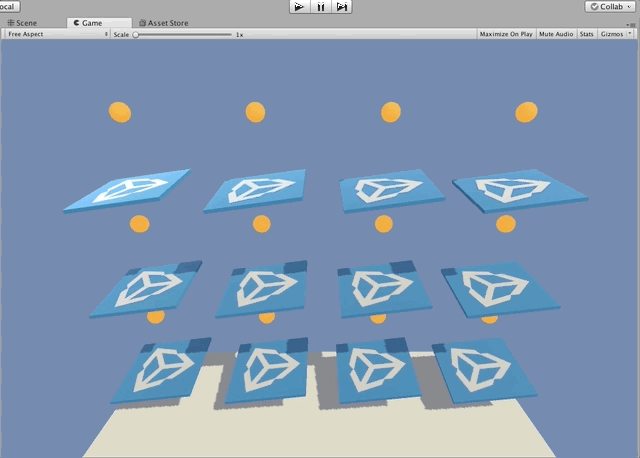 ocal Collab
Scene Game Asset Store
Free Aspect Scale 1x Maximize On Play Mute Audio Stats Gizmos